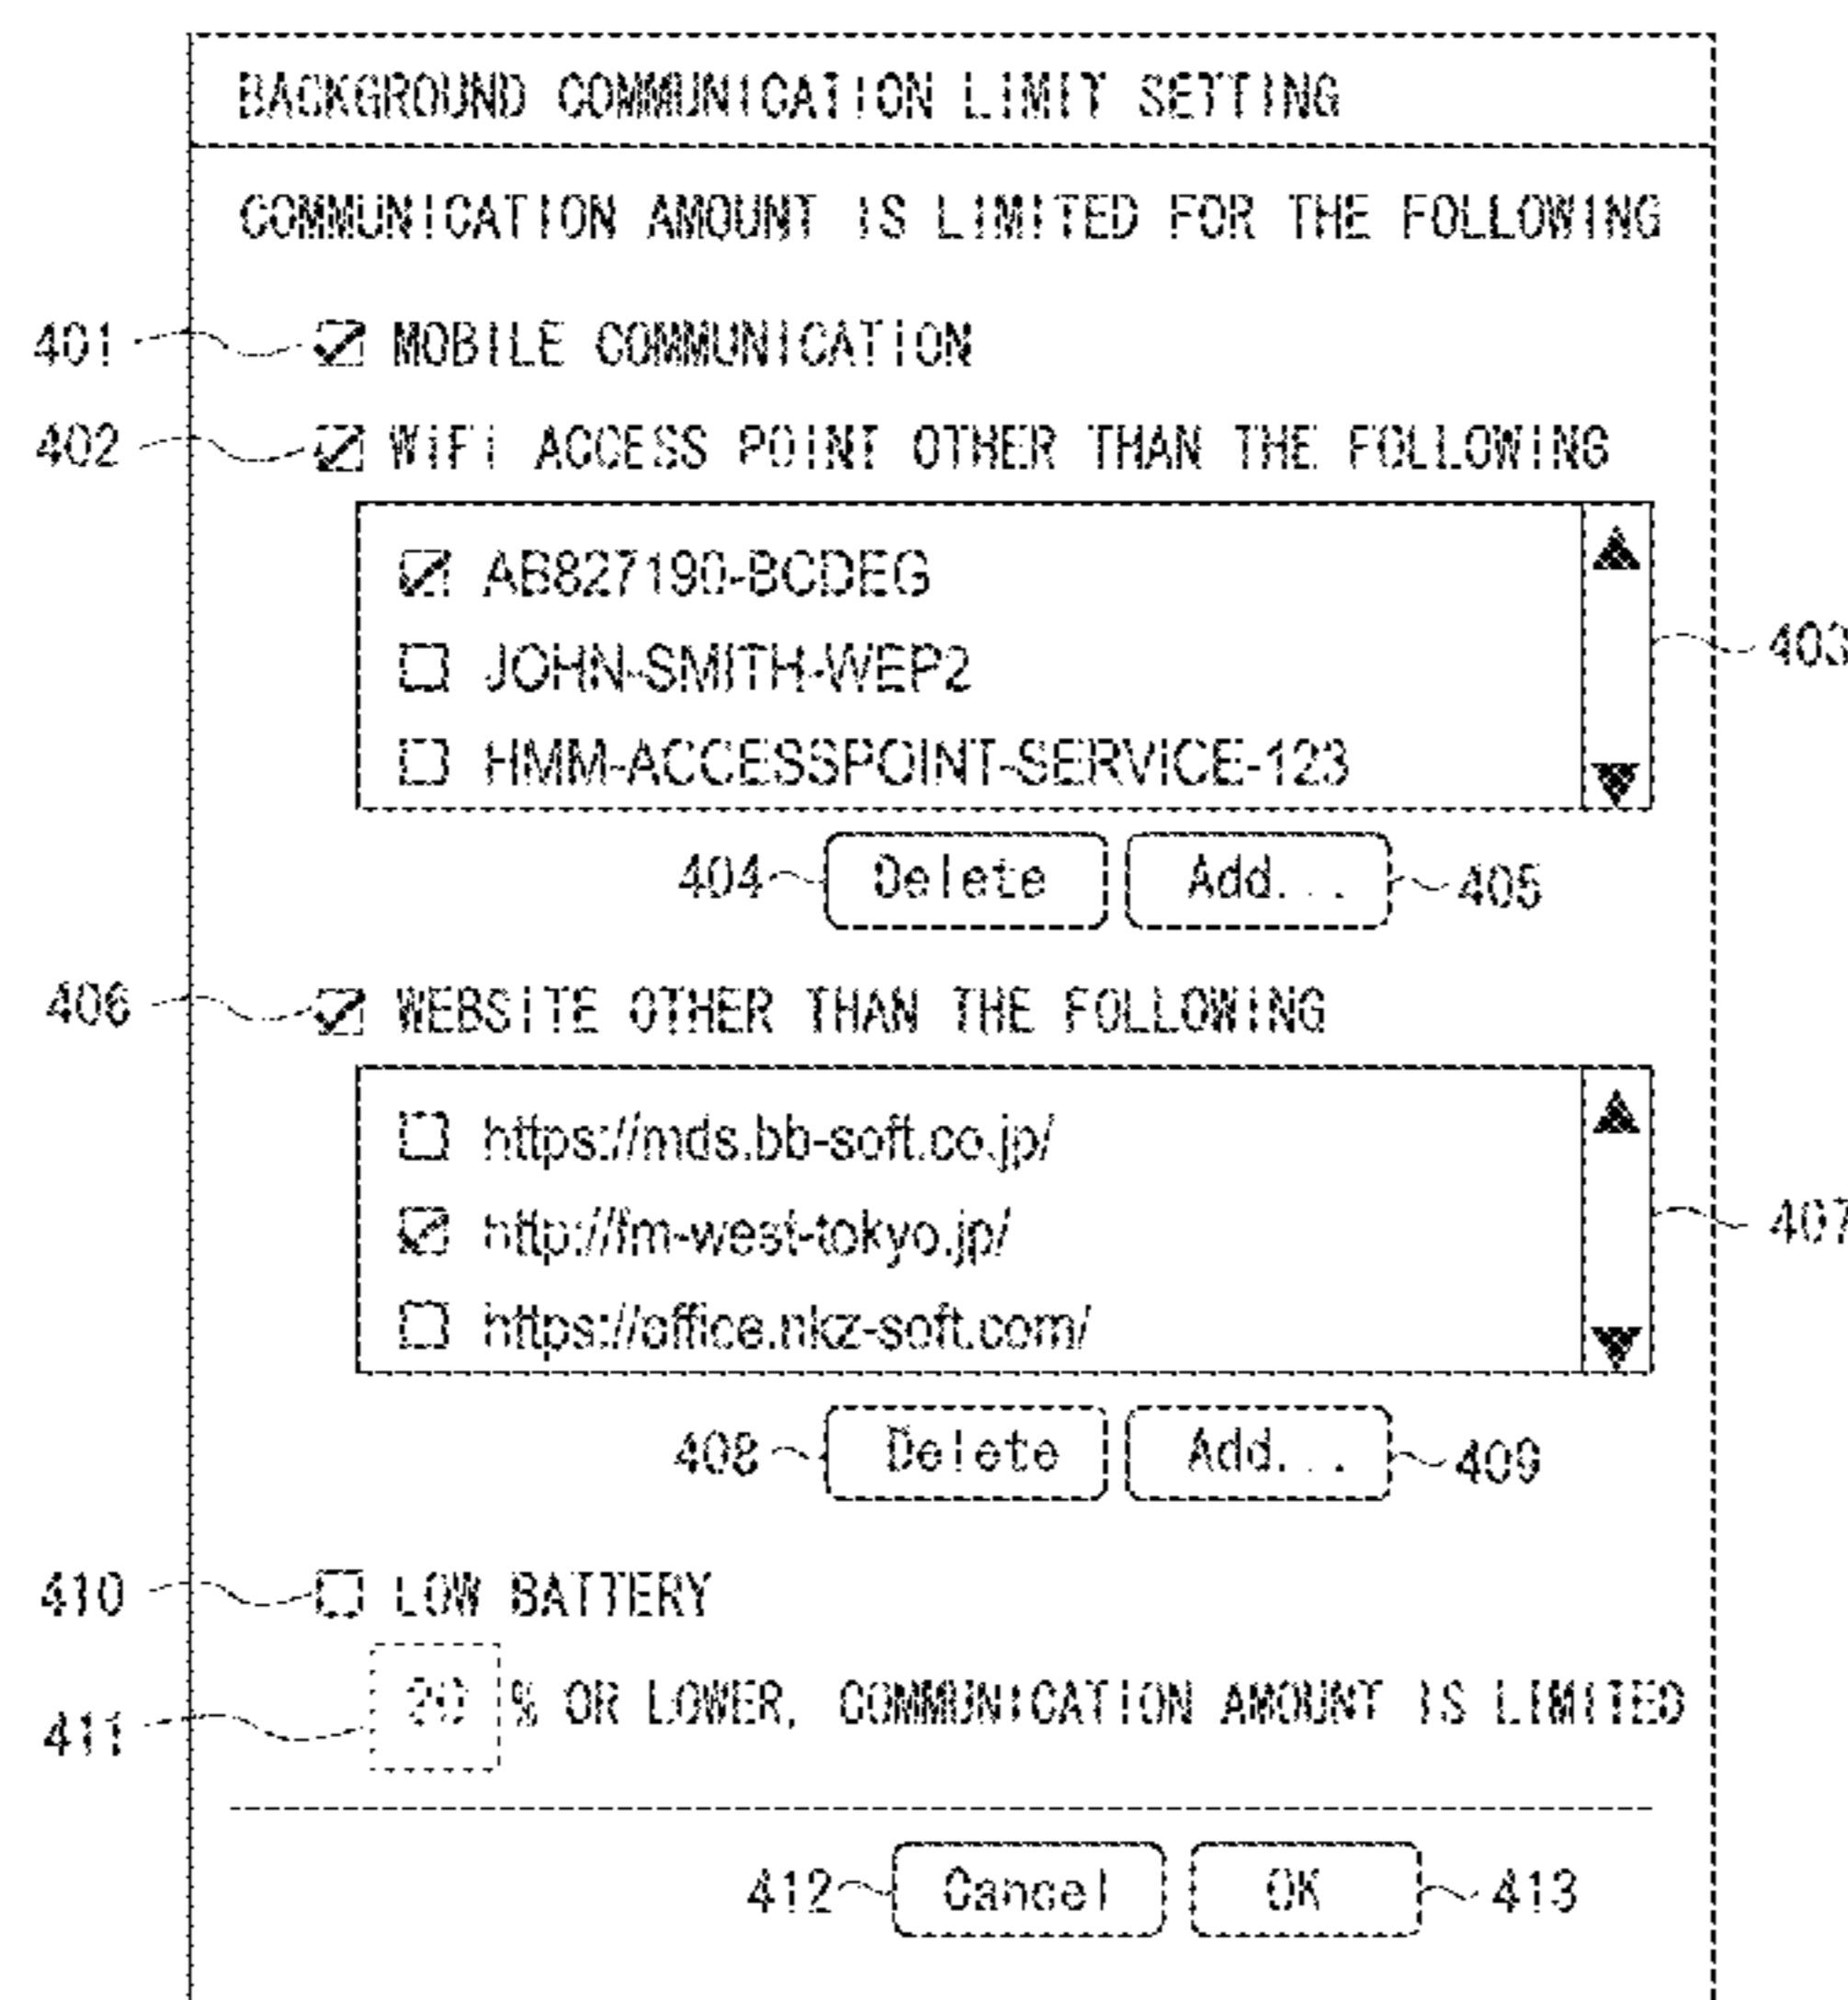 BACKGROUND COMMUNICATION LIMIT SETTING
COMMUNICATION AMOUNT IS LIMITED FOR THE FOLLOWING
401 MOBILE COMMUNICATION
402 WiFi ACCESS POINT OTHER THAN THE FOLLOWING
AB827190-BCDEG
JOHN-SMITH-WEP2
403
HMM-ACCESSPOINT-SERVICE-123
404 Delete Add... 405
406 WEBSITE OTHER THAN THE FOLLOWING
https://mds.bb-soft.co.jp/
http://fm-west-tokyo.jp/
407
https://office.nkz-soft.com/
408 Delete Add... 409
410 LOW BATTERY
411 20 % OR LOWER, COMMUNICATION AMOUNT IS LIMITED
412 Cancel OK 413